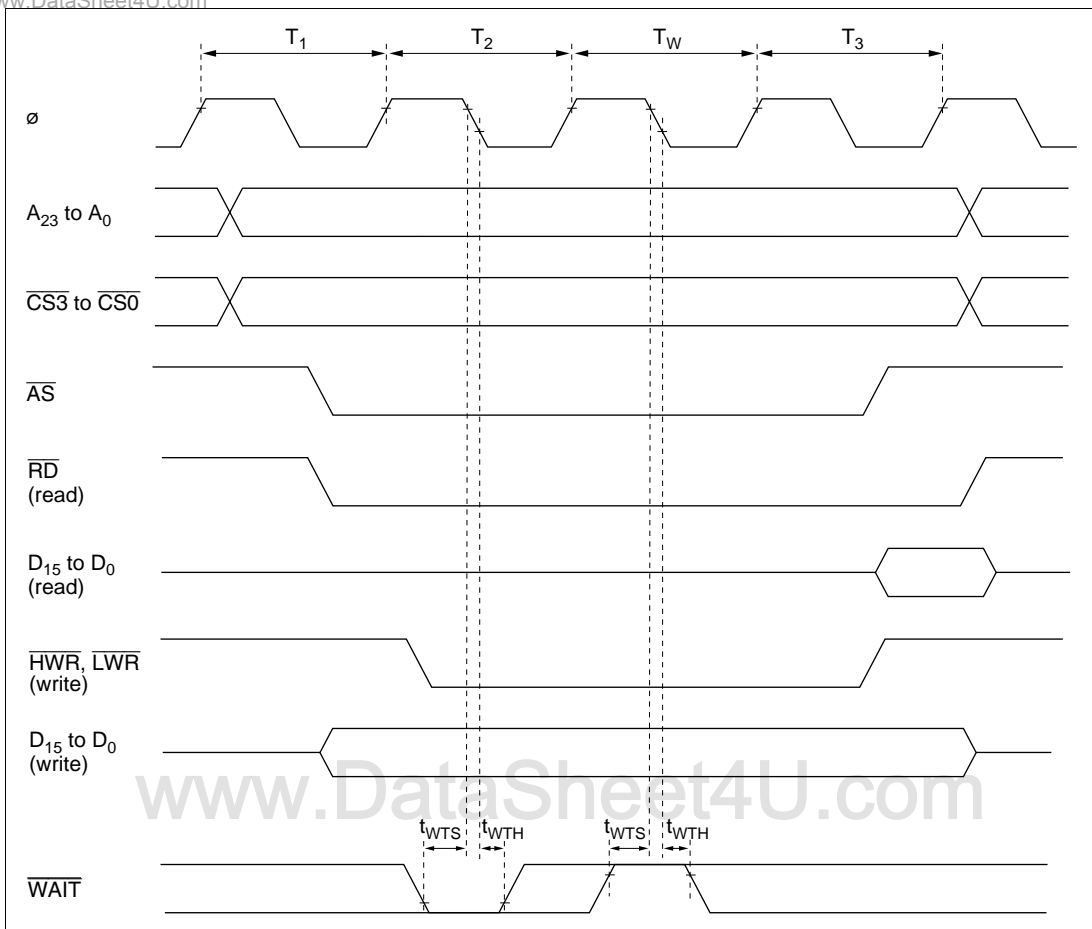 ww.DataSheet4U.com
T1 T2 TW T3
ø
A23 to A0
CS3 to CS0
AS
RD
(read)
D15 to D0
(read)
HWR, LWR
(write)
D15 to D0
(write)
www.DataSheet4U.com
tWTS tWTH tWTS tWTH
WAIT